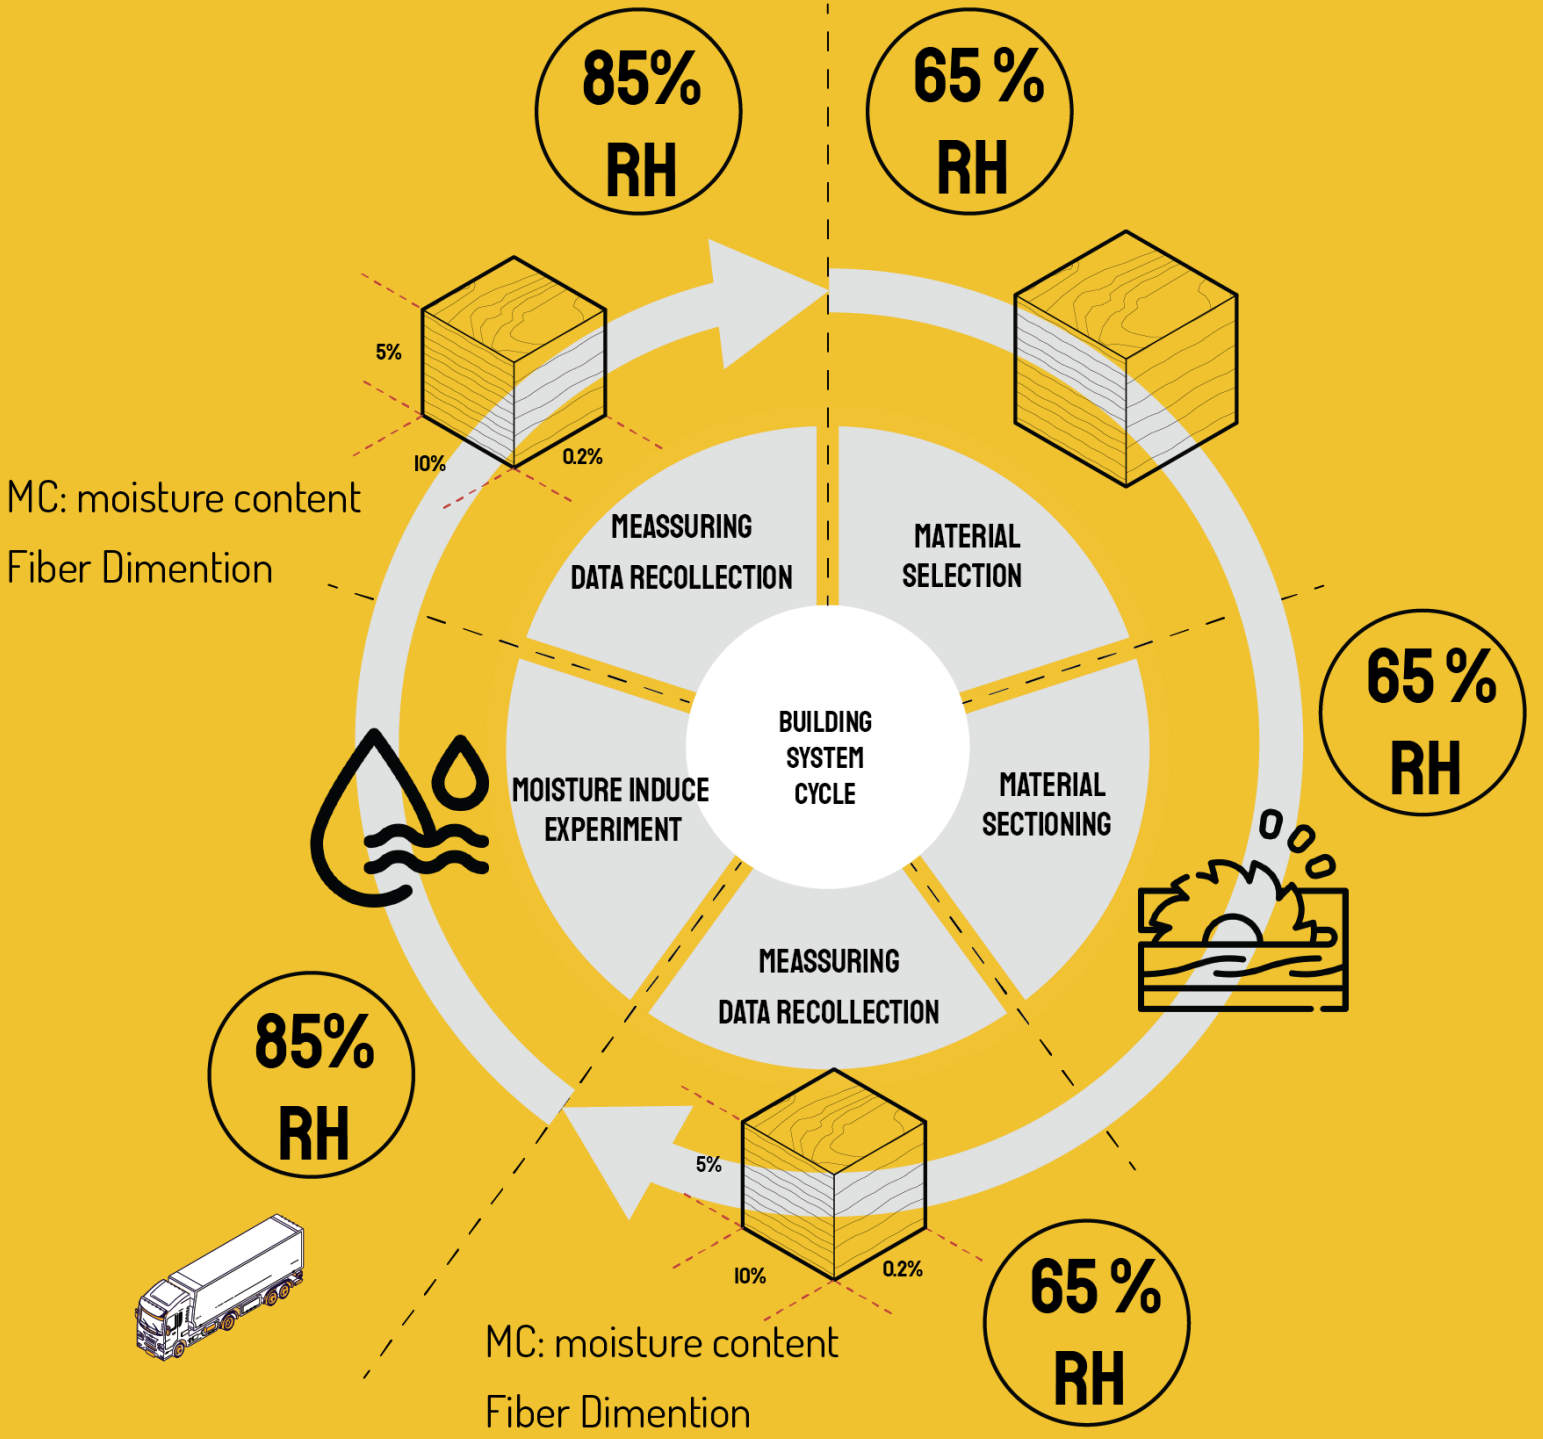 85%
RH
65 %
RH
5%
10%
0.2%
MC: moisture content
Fiber Dimention
MEASSURING
DATA RECOLLECTION
MATERIAL
SELECTION
65 %
RH
BUILDING
SYSTEM
CYCLE
MOISTURE INDUCE
EXPERIMENT
MATERIAL
SECTIONING
MEASSURING
DATA RECOLLECTION
85%
RH
5%
10%
0.2%
65 %
RH
MC: moisture content
Fiber Dimention